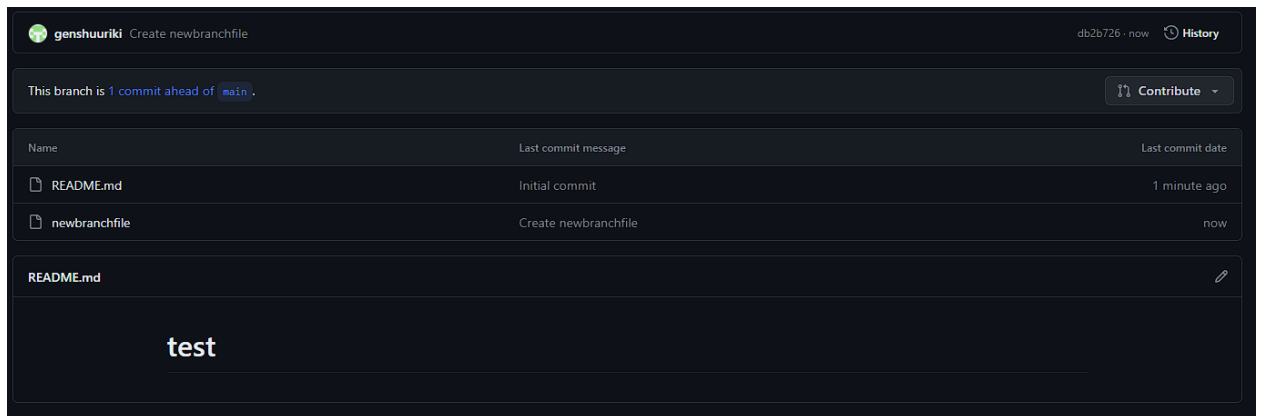 genshuuriki Create newbranchfile db2b726 · now History
This branch is 1 commit ahead of main . Contribute
Name Last commit message Last commit date
README.md Initial commit 1 minute ago
newbranchfile Create newbranchfile now
README.md
test